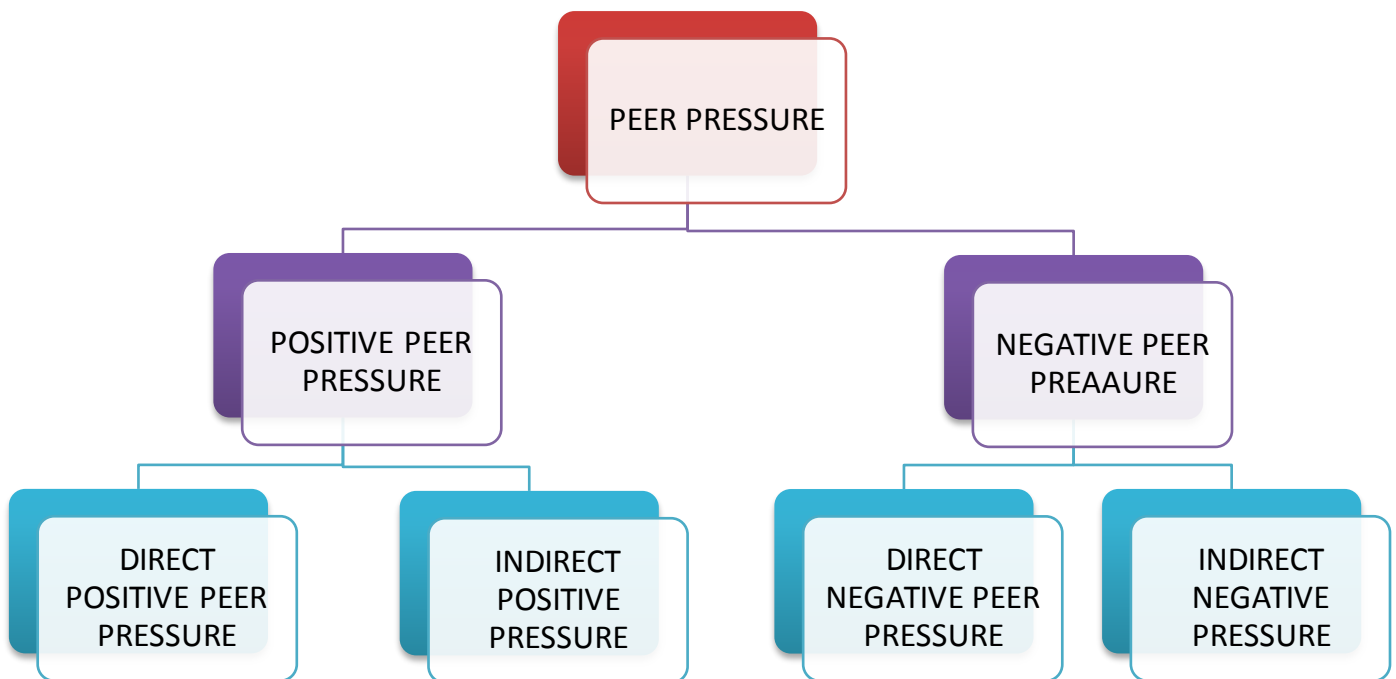 PEER PRESSURE
POSITIVE PEER
PRESSURE
NEGATIVE PEER
PREAAURE
DIRECT
POSITIVE PEER
PRESSURE
INDIRECT
POSITIVE
PRESSURE
DIRECT
NEGATIVE PEER
PRESSURE
INDIRECT
NEGATIVE
PRESSURE